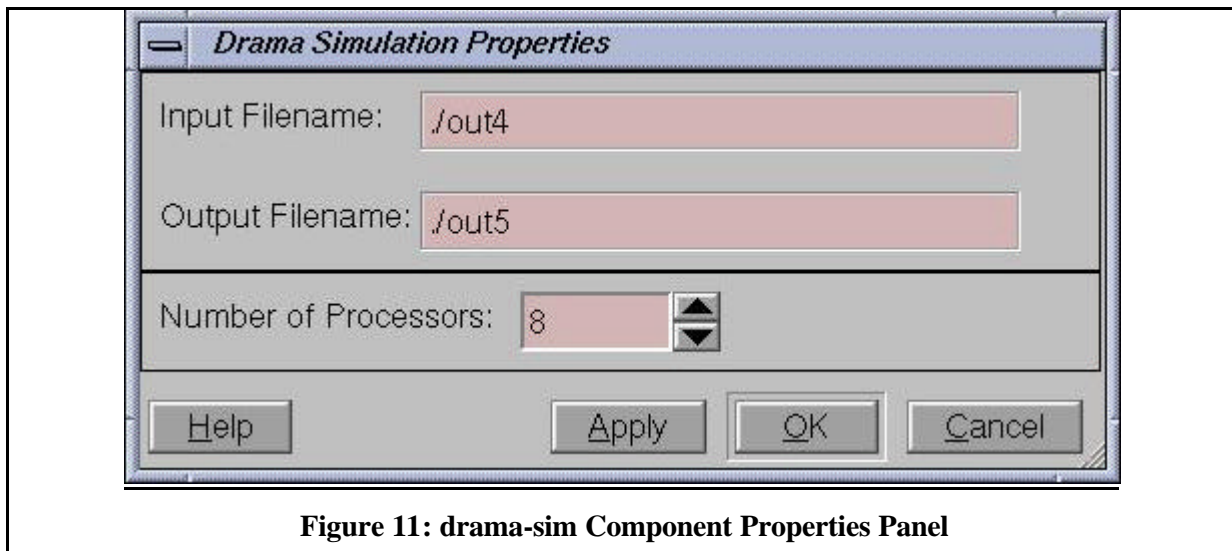 Drama Simulation Properties
Input Filename: ./out4
Output Filename: ./out5
Number of Processors: 8
Help Apply OK Cancel
Figure 11: drama-sim Component Properties Panel